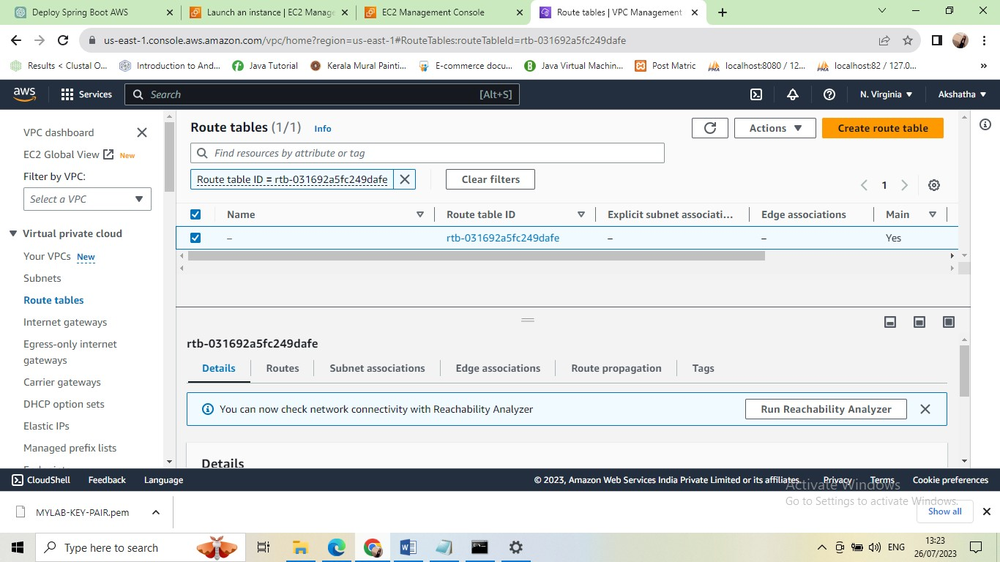 Deploy Spring Boot AWS
Launch an instance | EC2 Manage
EC2 Management Console
Route tables | VPC Management
us-east-1.console.aws.amazon.com/vpc/home?region=us-east-1#RouteTables:routeTableId=rtb-031692a5fc249dafe
Results < Clustal O...
Introduction to And...
Java Tutorial
Kerala Mural Painti...
E-commerce docu...
Java Virtual Machin...
Post Matric
localhost:8080 / 12...
localhost:82 / 127.0...
»
aws
Services
Search
[Alt+S]
N. Virginia
Akshatha
VPC dashboard
EC2 Global View New
Filter by VPC:
Select a VPC
Virtual private cloud
Your VPCs New
Subnets
Route tables
Internet gateways
Egress-only internet
gateways
Carrier gateways
DHCP option sets
Elastic IPs
Managed prefix lists
Endpoints
Route tables (1/1) Info
Actions
Create route table
Find resources by attribute or tag
Route table ID = rtb-031692a5fc249dafe
Clear filters
1
Name
Route table ID
Explicit subnet associati...
Edge associations
Main
–
rtb-031692a5fc249dafe
–
–
Yes
rtb-031692a5fc249dafe
Details
Routes
Subnet associations
Edge associations
Route propagation
Tags
You can now check network connectivity with Reachability Analyzer
Run Reachability Analyzer
Details
CloudShell
Feedback
Language
© 2023, Amazon Web Services India Private Limited or its affiliates.
Privacy
Terms
Cookie preferences
Activate Windows
Go to Settings to activate Windows.
MYLAB-KEY-PAIR.pem
Show all
Type here to search
ENG
13:23
26/07/2023